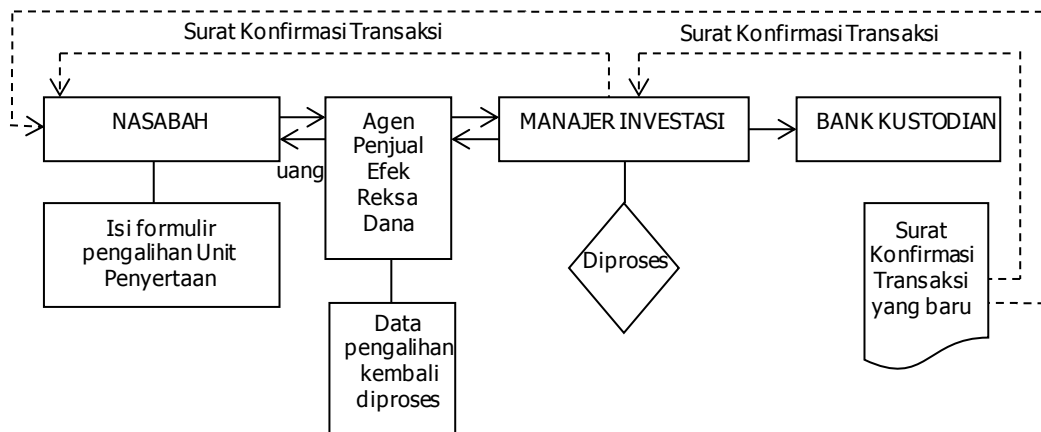 Surat Konfirmasi Transaksi
Surat Konfirmasi Transaksi
NASABAH
Agen
Penjual
Efek
Reksa
Dana
MANAJER INVESTASI
BANK KUSTODIAN
uang
Isi formulir
pengalihan Unit
Penyertaan
Diproses
Surat
Konfirmasi
Transaksi
yang baru
Data
pengalihan
kembali
diproses